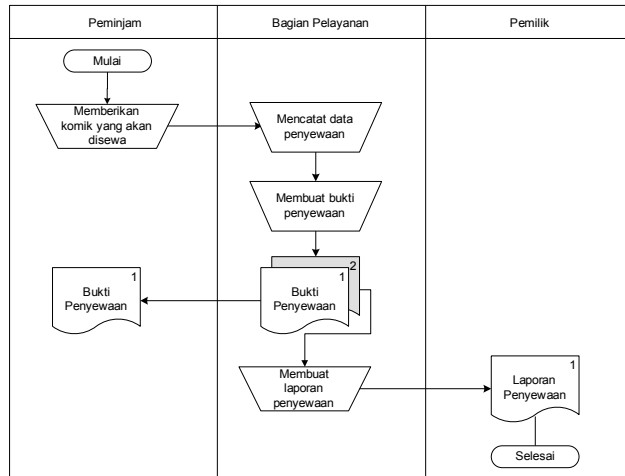 Peminjam
Bagian Pelayanan
Pemilik
Mulai
Memberikan
komik yang akan
disewa
Mencatat data
penyewaan
Membuat bukti
penyewaan
2
1
Bukti
Penyewaan
1
Bukti
Penyewaan
Membuat
laporan
penyewaan
1
Laporan
Penyewaan
Selesai